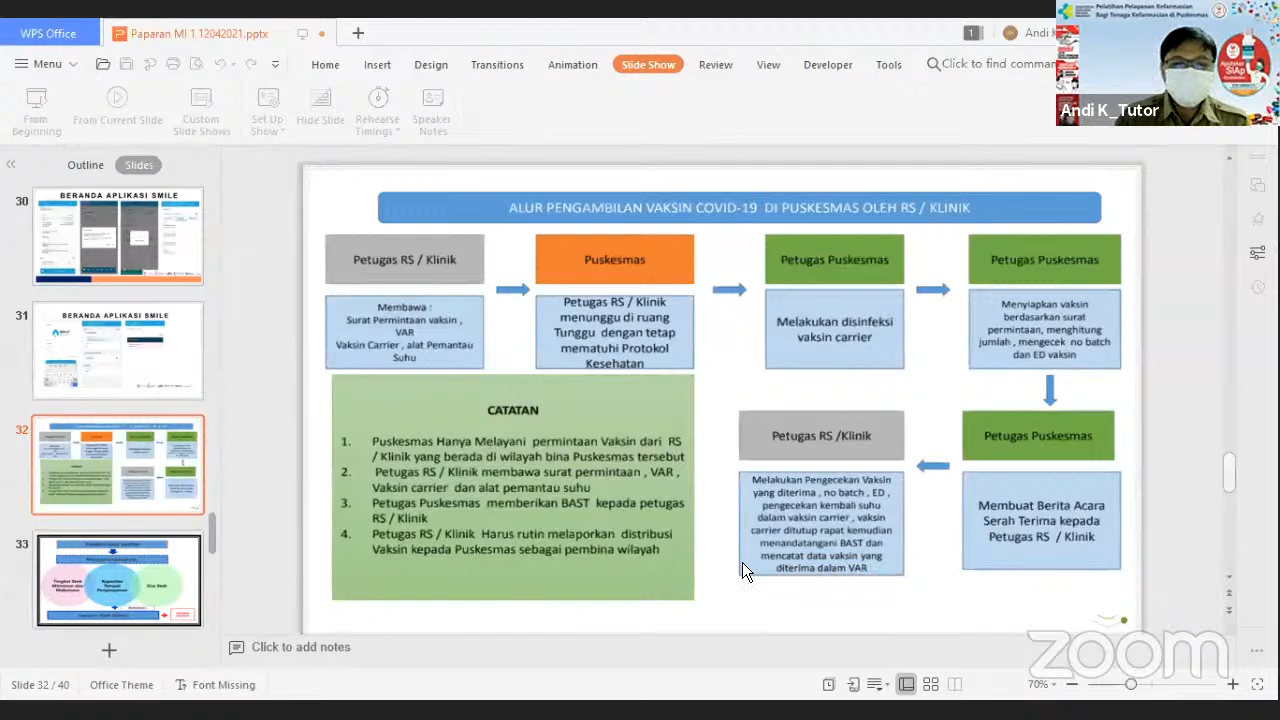 WPS Office
Paparan MI 1 12042021.pptx
1
Andi K
Pelatihan Pelayanan Kefarmasian
Bagi Tenaga Kefarmasian di Puskesmas
Andi K_Tutor
Menu
Home
Insert
Design
Transitions
Animation
Slide Show
Review
View
Developer
Tools
Click to find comman
From
Beginning
From Current Slide
Custom
Slide Shows
Set Up
Show
Hide Slide
Rehearse
Timings
Speaker
Notes
Outline
Slides
30
BERANDA APLIKASI SMILE
31
BERANDA APLIKASI SMILE
32
33
ALUR PENGAMBILAN VAKSIN COVID-19 DI PUSKESMAS OLEH RS / KLINIK
Petugas RS / Klinik
Membawa :
Surat Permintaan vaksin ,
VAR
Vaksin Carrier , alat Pemantau
Suhu
Puskesmas
Petugas RS / Klinik
menunggu di ruang
Tunggu dengan tetap
mematuhi Protokol
Kesehatan
Petugas Puskesmas
Melakukan disinfeksi
vaksin carrier
Petugas Puskesmas
Menyiapkan vaksin
berdasarkan surat
permintaan, menghitung
jumlah , mengecek no batch
dan ED vaksin
Petugas Puskesmas
Membuat Berita Acara
Serah Terima kepada
Petugas RS / Klinik
Petugas RS /Klinik
Melakukan Pengecekan Vaksin
yang diterima , no batch , ED ,
pengecekan kembali suhu
dalam vaksin carrier , vaksin
carrier ditutup rapat kemudian
menandatangani BAST dan
mencatat data vaksin yang
diterima dalam VAR
CATATAN
1. Puskesmas Hanya Melayani permintaan Vaksin dari RS
/ Klinik yang berada di wilayah bina Puskesmas tersebut
2. Petugas RS / Klinik membawa surat permintaan , VAR ,
Vaksin carrier dan alat pemantau suhu
3. Petugas Puskesmas memberikan BAST kepada petugas
RS / Klinik
4. Petugas RS / Klinik Harus rutin melaporkan distribusi
Vaksin kepada Puskesmas sebagai pembina wilayah
Click to add notes
zoom
Slide 32 / 40
Office Theme
Font Missing
70%